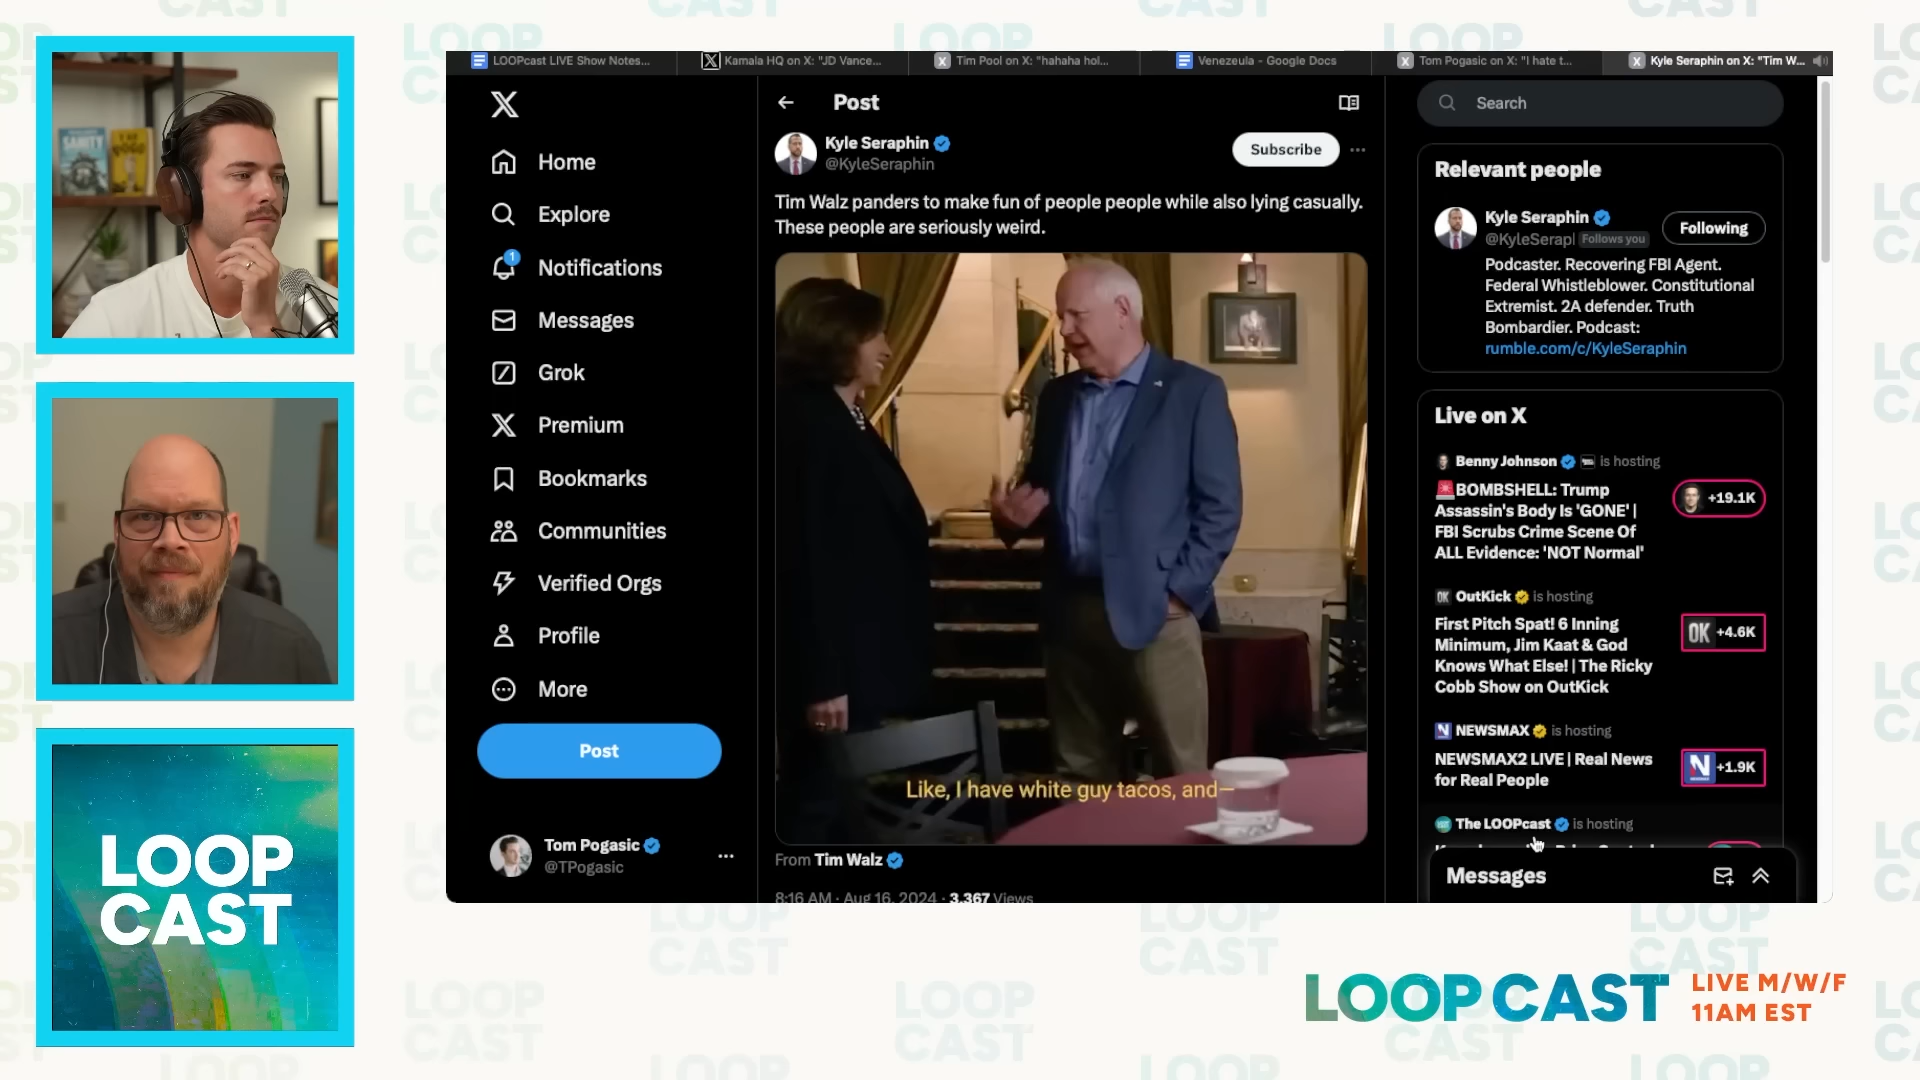 LOOPcast LIVE Show Notes...
Kamala HQ on X: "JD Vance...
Tim Pool on X: "hahaha hol...
Venezeula - Google Docs
Tom Pogasic on X: "I hate t...
Kyle Seraphin on X: "Tim W...
Home
Explore
1
Notifications
Messages
Grok
Premium
Bookmarks
Communities
Verified Orgs
Profile
More
Post
Tom Pogasic
@TPogasic
Post
Kyle Seraphin
@KyleSeraphin
Subscribe
Tim Walz panders to make fun of people people while also lying casually.
These people are seriously weird.
Like, I have white guy tacos, and—
From Tim Walz
8:16 AM · Aug 16, 2024 · 3,367 Views
Search
Relevant people
Kyle Seraphin
@KyleSerapl Follows you
Following
Podcaster. Recovering FBI Agent.
Federal Whistleblower. Constitutional
Extremist. 2A defender. Truth
Bombardier. Podcast:
rumble.com/c/KyleSeraphin
Live on X
Benny Johnson is hosting
BOMBSHELL: Trump
Assassin's Body Is 'GONE' |
FBI Scrubs Crime Scene Of
ALL Evidence: 'NOT Normal'
+19.1K
OK OutKick is hosting
First Pitch Spat! 6 Inning
Minimum, Jim Kaat & God
Knows What Else! | The Ricky
Cobb Show on OutKick
OK +4.6K
N NEWSMAX is hosting
NEWSMAX2 LIVE | Real News
for Real People
N +1.9K
The LOOPcast is hosting
Messages
LOOP
CAST
LOOPCAST
LIVE M/W/F
11AM EST